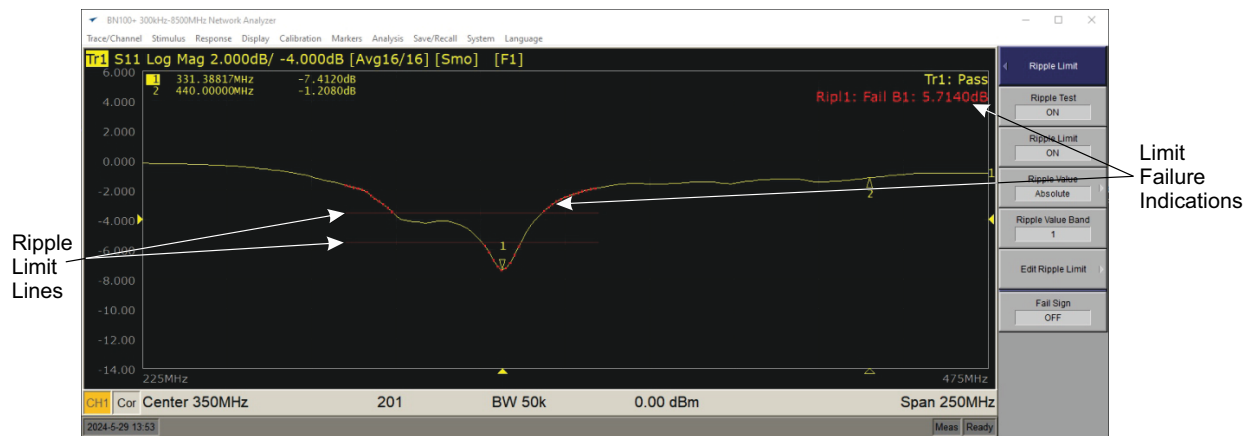 BN100+ 300kHz-8500MHz Network Analyzer
Trace/Channel Stimulus Response Display Calibration Markers Analysis Save/Recall System Language
Tr1 S11 Log Mag 2.000dB/ -4.000dB [Avg16/16] [Smo] [F1]
1 331.38817MHz -7.4120dB
2 440.00000MHz -1.2080dB
Tr1: Pass
Ripl1: Fail B1: 5.7140dB
6.000
4.000
2.000
0.000
-2.000
-4.000
-6.000
-8.000
-10.00
-12.00
-14.00
1
2
1
225MHz
475MHz
CH1 Cor Center 350MHz 201 BW 50k 0.00 dBm Span 250MHz
2024-5-29 13:53
Meas Ready
Ripple Limit
Ripple Test
ON
Ripple Limit
ON
Ripple Value
Absolute
Ripple Value Band
1
Edit Ripple Limit
Fail Sign
OFF
Ripple
Limit
Lines
Limit
Failure
Indications